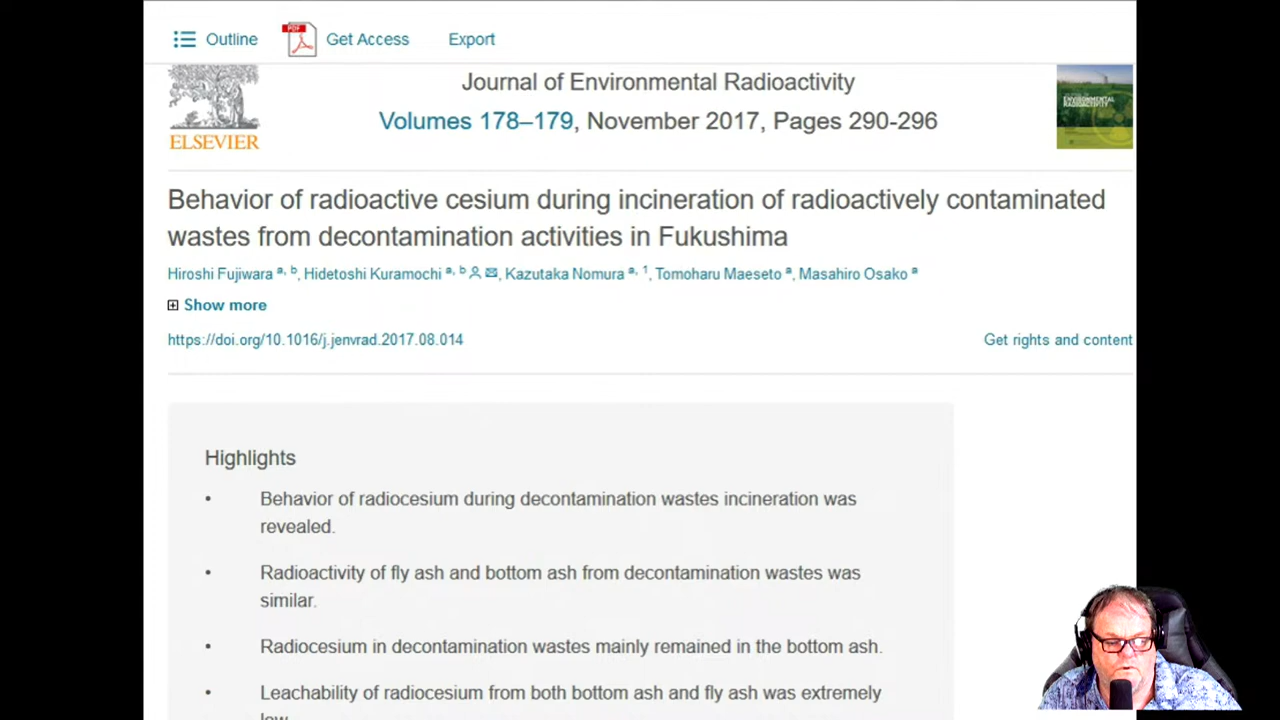 Outline PDF Get Access Export
Journal of Environmental Radioactivity
ELSEVIER
Volumes 178–179, November 2017, Pages 290-296
ENVIRONMENTAL
RADIOACTIVITY
Behavior of radioactive cesium during incineration of radioactively contaminated
wastes from decontamination activities in Fukushima
Hiroshi Fujiwara a, b, Hidetoshi Kuramochi a, b, Kazutaka Nomura a, 1, Tomoharu Maeseto a, Masahiro Osako a
Show more
https://doi.org/10.1016/j.jenvrad.2017.08.014 Get rights and content
Highlights
• Behavior of radiocesium during decontamination wastes incineration was
revealed.
• Radioactivity of fly ash and bottom ash from decontamination wastes was
similar.
• Radiocesium in decontamination wastes mainly remained in the bottom ash.
• Leachability of radiocesium from both bottom ash and fly ash was extremely
low.